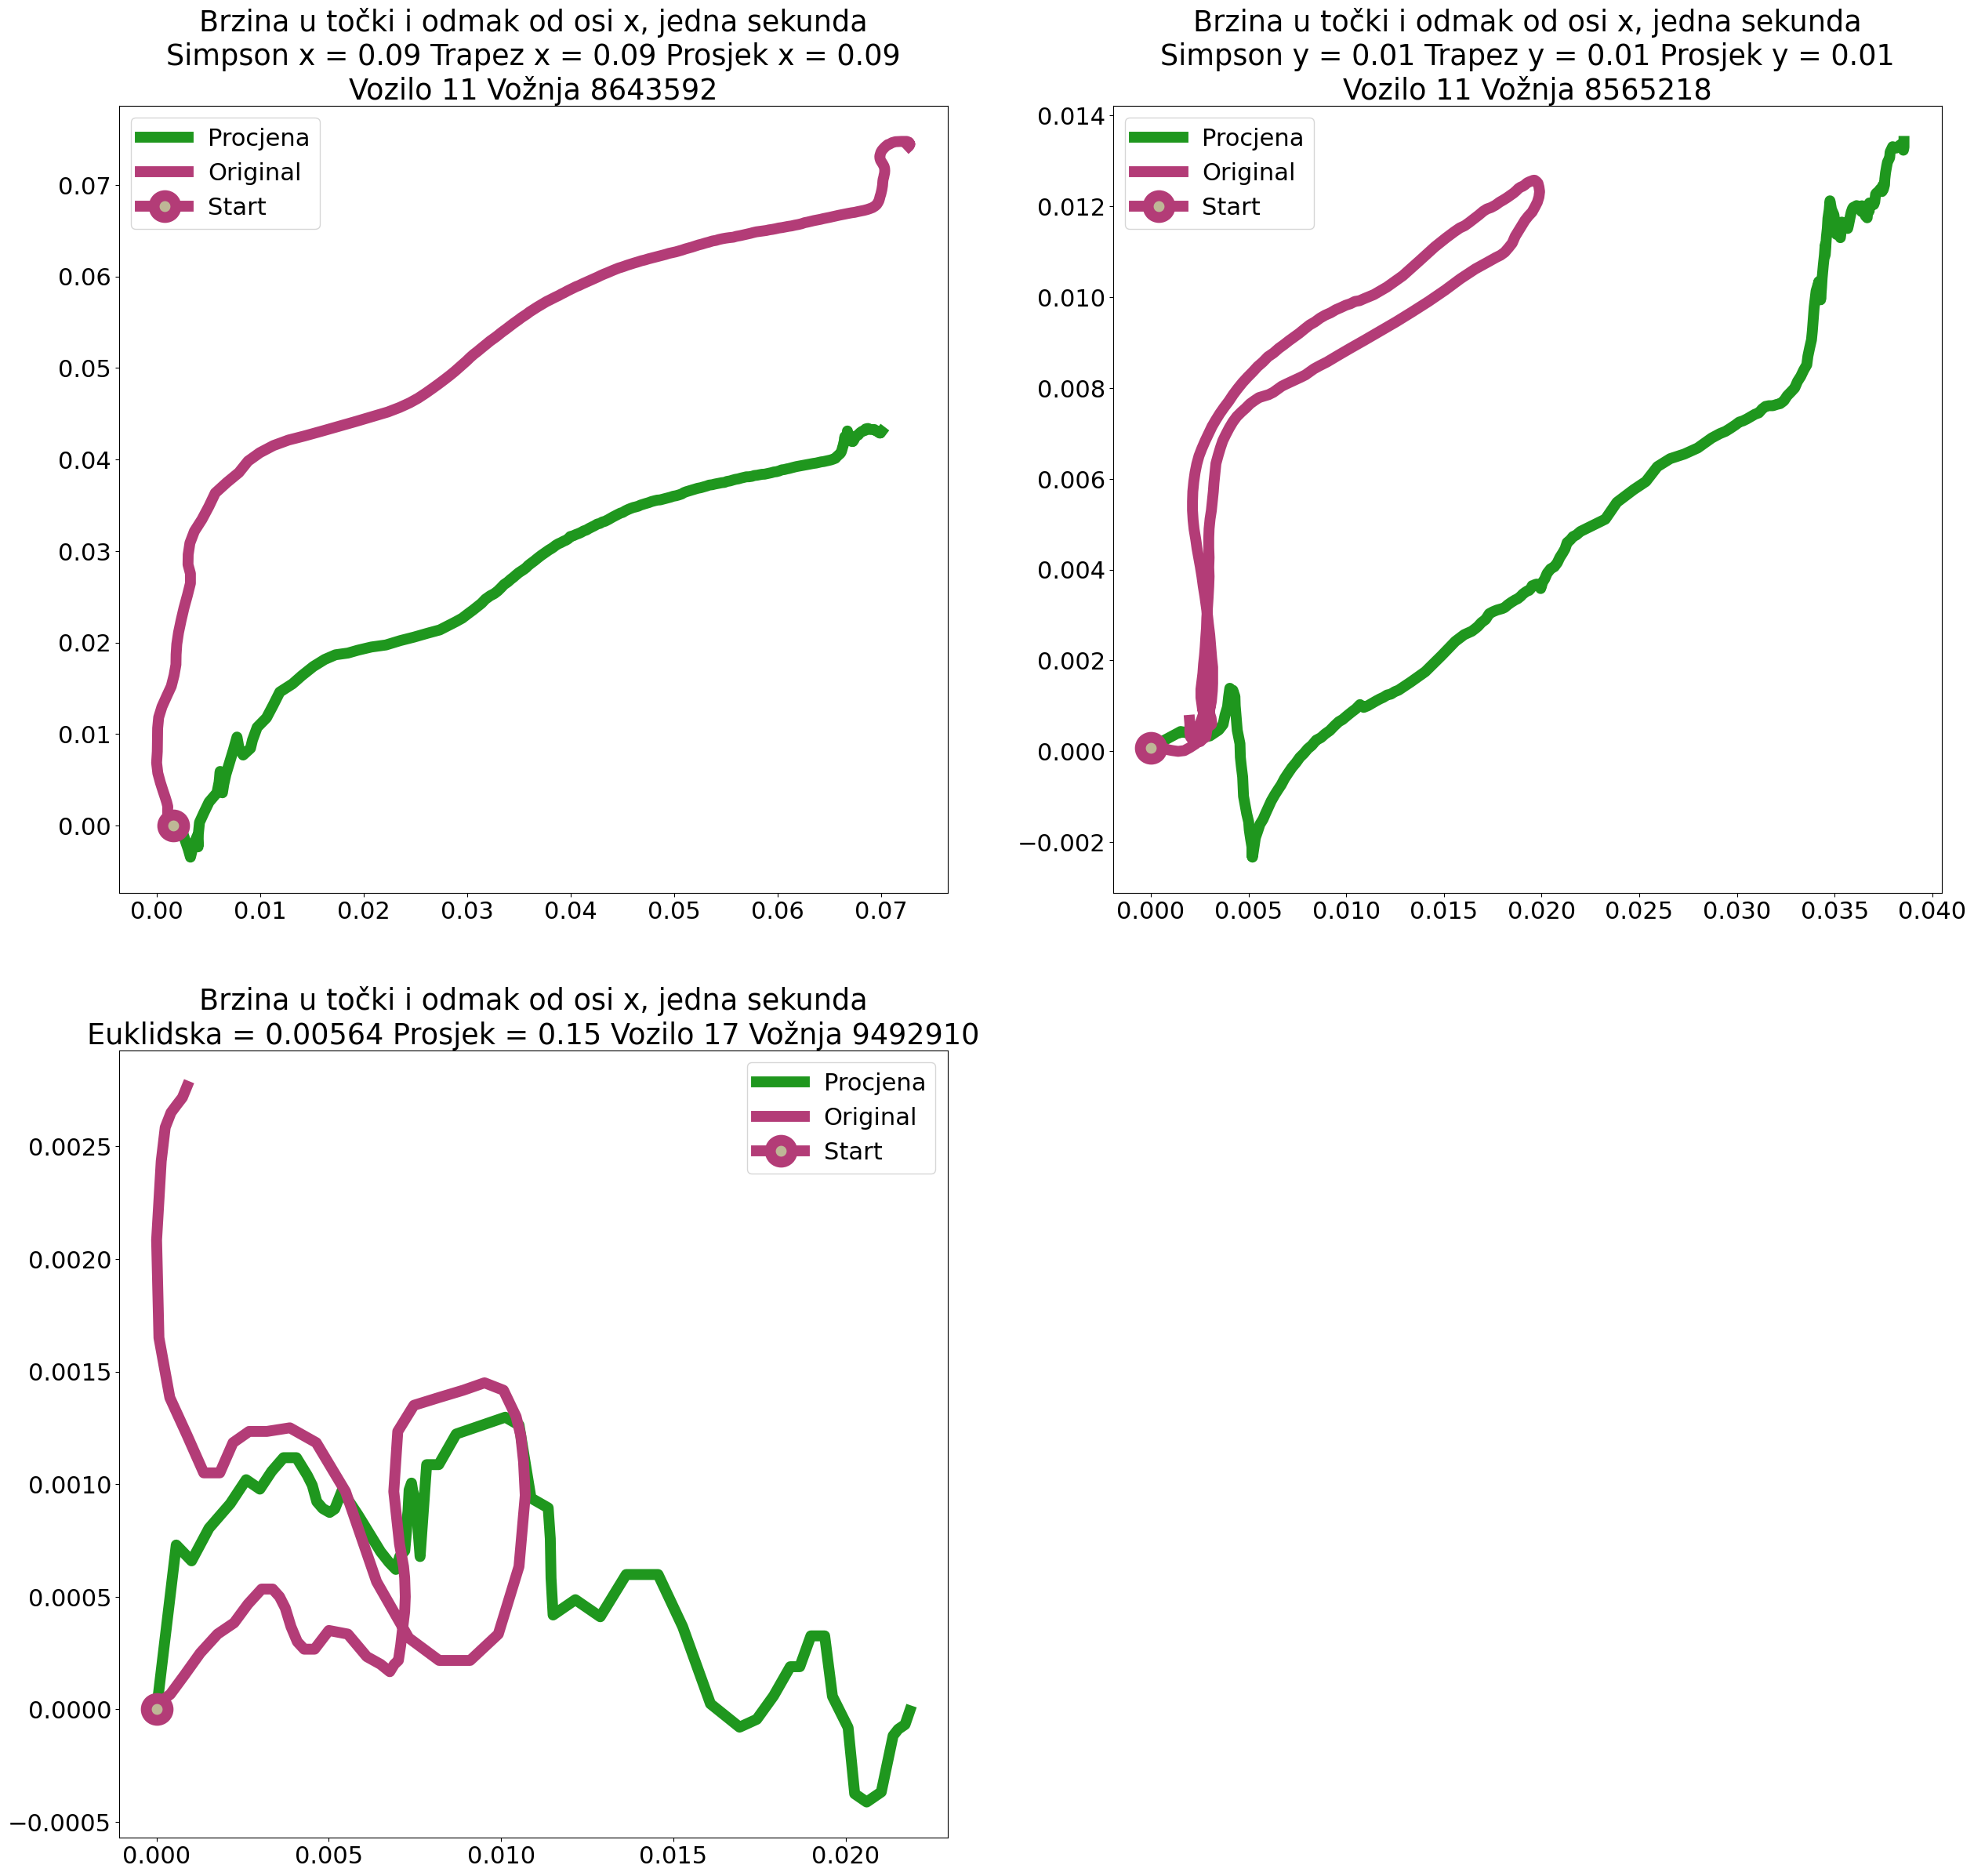 Brzina u točki i odmak od osi x, jedna sekunda
Simpson x = 0.09 Trapez x = 0.09 Prosjek x = 0.09
Vozilo 11 Vožnja 8643592
Procjena
Original
Start
0.07
0.06
0.05
0.04
0.03
0.02
0.01
0.00
0.00 0.01 0.02 0.03 0.04 0.05 0.06 0.07
Brzina u točki i odmak od osi x, jedna sekunda
Simpson y = 0.01 Trapez y = 0.01 Prosjek y = 0.01
Vozilo 11 Vožnja 8565218
Procjena
Original
Start
0.014
0.012
0.010
0.008
0.006
0.004
0.002
0.000
−0.002
0.000 0.005 0.010 0.015 0.020 0.025 0.030 0.035 0.040
Brzina u točki i odmak od osi x, jedna sekunda
Euklidska = 0.00564 Prosjek = 0.15 Vozilo 17 Vožnja 9492910
Procjena
Original
Start
0.0025
0.0020
0.0015
0.0010
0.0005
0.0000
−0.0005
0.000 0.005 0.010 0.015 0.020